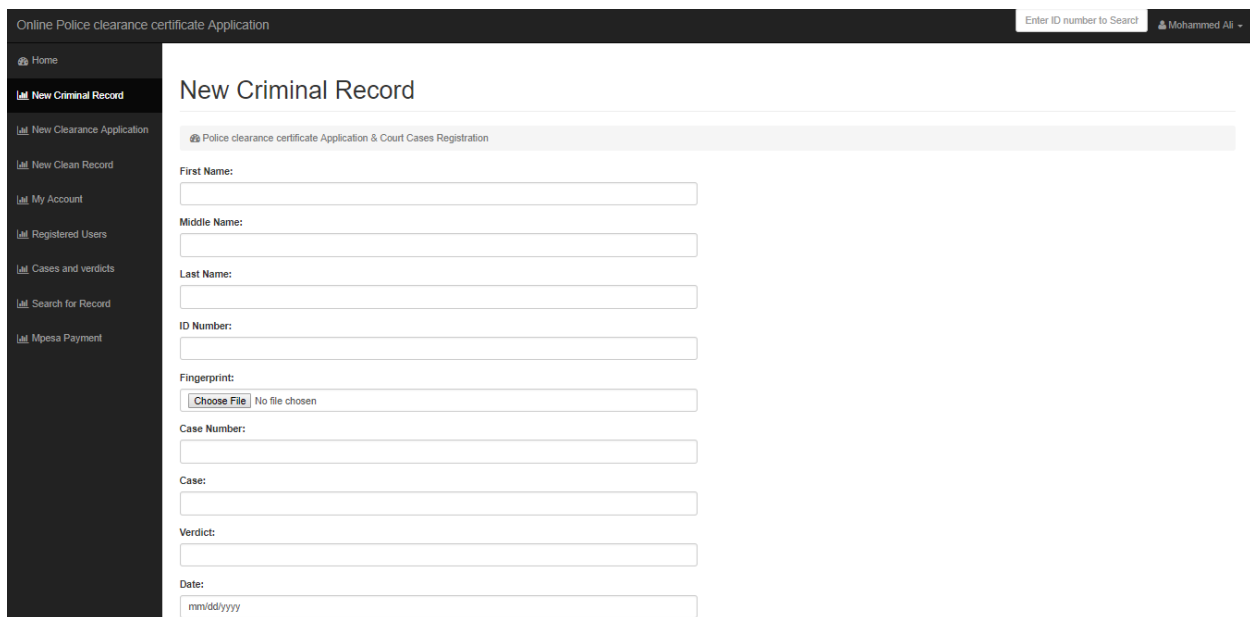 Online Police clearance certificate Application
Enter ID number to Search
Mohammed Ali
Home
New Criminal Record
New Clearance Application
New Clean Record
My Account
Registered Users
Cases and verdicts
Search for Record
Mpesa Payment
New Criminal Record
Police clearance certificate Application & Court Cases Registration
First Name:
Middle Name:
Last Name:
ID Number:
Fingerprint:
Choose File No file chosen
Case Number:
Case:
Verdict:
Date:
mm/dd/yyyy